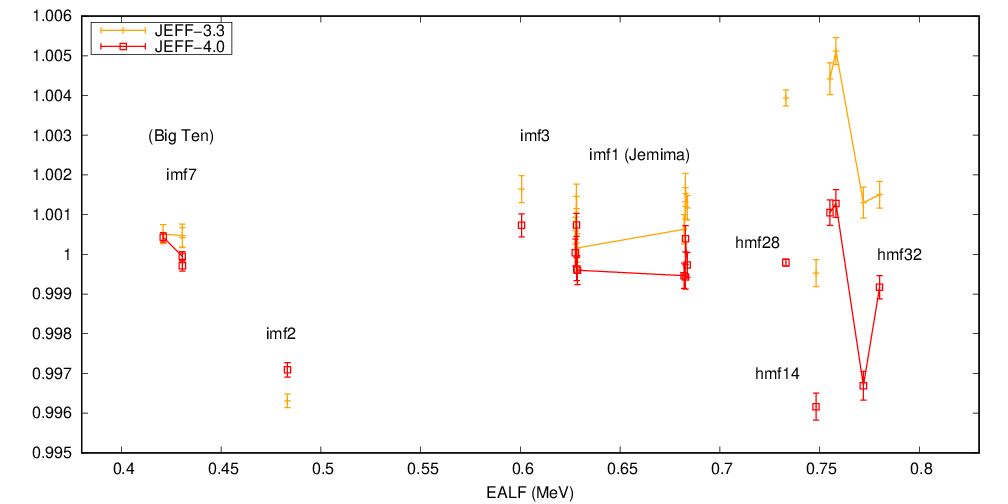 1.006
1.005
1.004
1.003
1.002
1.001
1
0.999
0.998
0.997
0.996
0.995
JEFF−3.3
JEFF−4.0
(Big Ten)
imf7
imf2
imf3
imf1 (Jemima)
hmf28
hmf32
hmf14
0.4 0.45 0.5 0.55 0.6 0.65 0.7 0.75 0.8
EALF (MeV)